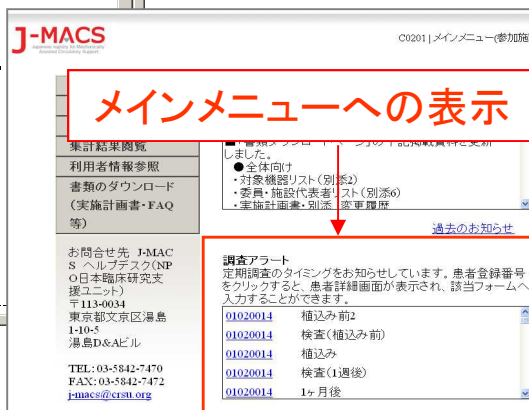 J-MACS
Japanese registry for Mechanically
Assisted Circulatory Support
C0201 | メインメニュー(参加施
メインメニューへの表示
集計結果閲覧
利用者情報参照
書類のダウンロード
(実施計画書・FAQ
等)
しました。
●全体向け
・対象機器リスト(別添2)
・委員・施設代表者リスト(別添6)
・実施計画書・別添 変更履歴
過去のお知らせ
お問合せ先 J-MAC
S ヘルプデスク(NP
O日本臨床研究支
援ユニット)
〒113-0034
東京都文京区湯島
1-10-5
湯島D&Aビル
TEL: 03-5842-7470
FAX: 03-5842-7472
j-macs@crsu.org
調査アラート
定期調査のタイミングをお知らせしています。患者登録番号
をクリックすると、患者詳細画面が表示され、該当フォームへ
入力することができます。
01020014 植込み前2
01020014 検査(植込み前)
01020014 植込み
01020014 検査(1週後)
01020014 1ヶ月後